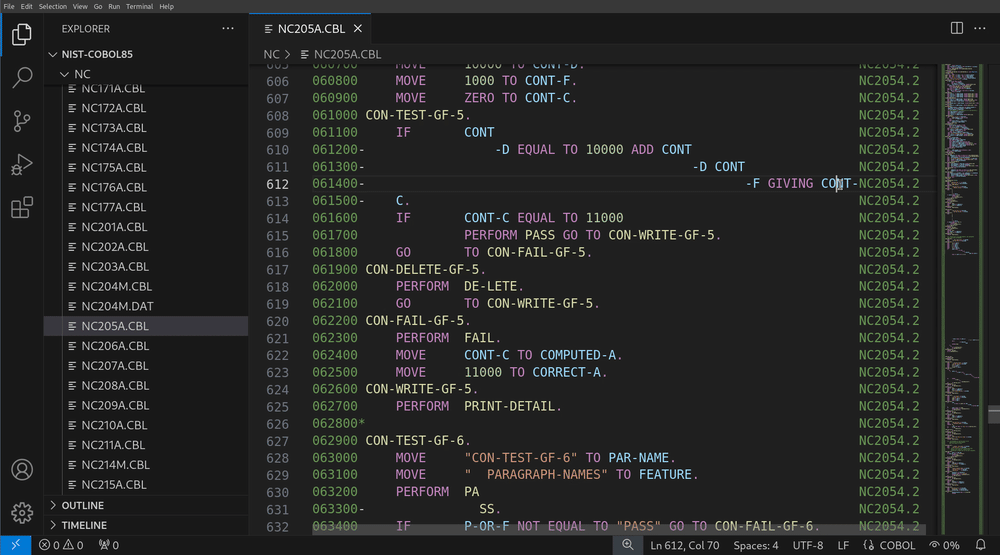 File Edit Selection View Go Run Terminal Help
EXPLORER ···
NIST-COBOL85
NC
NC171A.CBL
NC172A.CBL
NC173A.CBL
NC174A.CBL
NC175A.CBL
NC176A.CBL
NC177A.CBL
NC201A.CBL
NC202A.CBL
NC203A.CBL
NC204M.CBL
NC204M.DAT
NC205A.CBL
NC206A.CBL
NC207A.CBL
NC208A.CBL
NC209A.CBL
NC210A.CBL
NC211A.CBL
NC214M.CBL
NC215A.CBL
OUTLINE
TIMELINE
NC205A.CBL
NC > NC205A.CBL
605 060700 MOVE 10000 TO CONT-D. NC2054.2
606 060800 MOVE 1000 TO CONT-F. NC2054.2
607 060900 MOVE ZERO TO CONT-C. NC2054.2
608 061000 CON-TEST-GF-5. NC2054.2
609 061100 IF CONT NC2054.2
610 061200- -D EQUAL TO 10000 ADD CONT NC2054.2
611 061300- -D CONT NC2054.2
612 061400- -F GIVING CONT-NC2054.2
613 061500- C. NC2054.2
614 061600 IF CONT-C EQUAL TO 11000 NC2054.2
615 061700 PERFORM PASS GO TO CON-WRITE-GF-5. NC2054.2
616 061800 GO TO CON-FAIL-GF-5. NC2054.2
617 061900 CON-DELETE-GF-5. NC2054.2
618 062000 PERFORM DE-LETE. NC2054.2
619 062100 GO TO CON-WRITE-GF-5. NC2054.2
620 062200 CON-FAIL-GF-5. NC2054.2
621 062300 PERFORM FAIL. NC2054.2
622 062400 MOVE CONT-C TO COMPUTED-A. NC2054.2
623 062500 MOVE 11000 TO CORRECT-A. NC2054.2
624 062600 CON-WRITE-GF-5. NC2054.2
625 062700 PERFORM PRINT-DETAIL. NC2054.2
626 062800* NC2054.2
627 062900 CON-TEST-GF-6. NC2054.2
628 063000 MOVE "CON-TEST-GF-6" TO PAR-NAME. NC2054.2
629 063100 MOVE " PARAGRAPH-NAMES" TO FEATURE. NC2054.2
630 063200 PERFORM PA NC2054.2
631 063300- SS. NC2054.2
632 063400 IF P-OR-F NOT EQUAL TO "PASS" GO TO CON-FAIL-GF-6. NC2054.2
0 0 0 Ln 612, Col 70 Spaces: 4 UTF-8 LF {} COBOL 0%